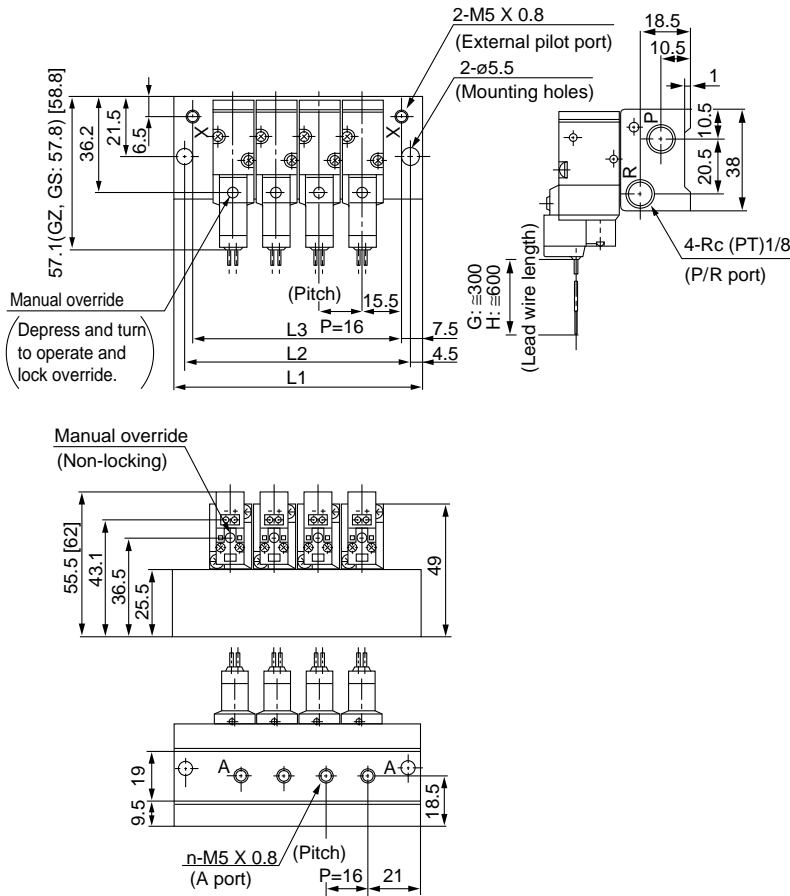 2-M5 X 0.8
(External pilot port)
2-ø5.5
(Mounting holes)
18.5
10.5
1
57.1(GZ, GS: 57.8) [58.8]
36.2
21.5
6.5
X
X
P
R
10.5
20.5
38
4-Rc (PT)1/8
(P/R port)
G: ≅300
H: ≅600
(Lead wire length)
Manual override
(Depress and turn
to operate and
lock override.)
(Pitch)
15.5
P=16
L3
7.5
L2
4.5
L1
Manual override
(Non-locking)
- +
- +
- +
- +
55.5 [62]
43.1
36.5
25.5
49
A
A
19
9.5
18.5
n-M5 X 0.8
(A port)
(Pitch)
P=16
21